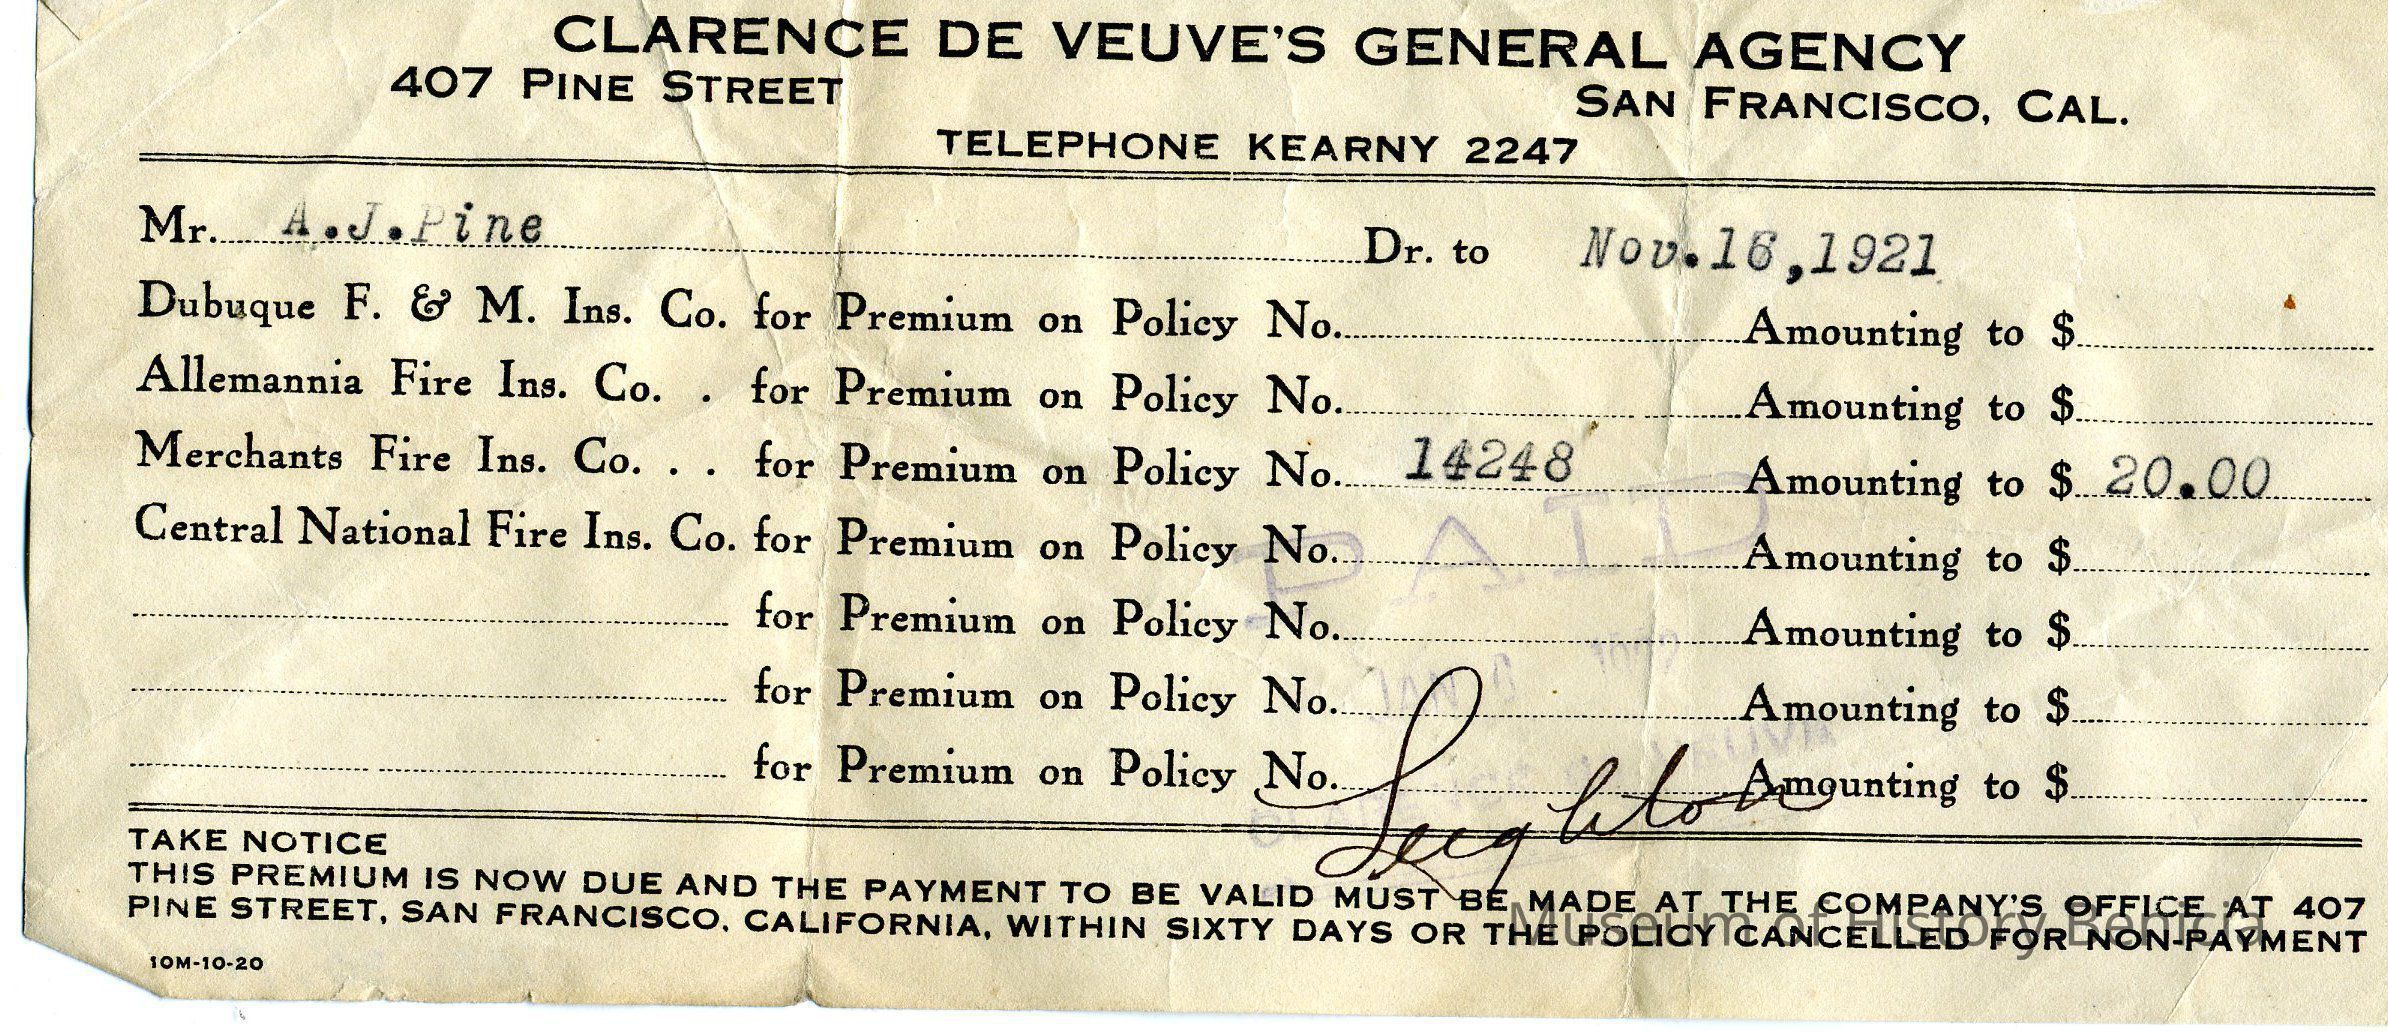 CLARENCE DE VEUVE'S GENERAL AGENCY
407 PINE STREET SAN FRANCISCO, CAL.
TELEPHONE KEARNY 2247
Mr. A.J.Pine Dr. to Nov.16,1921
Dubuque F. & M. Ins. Co. for Premium on Policy No. Amounting to $
Allemannia Fire Ins. Co. . for Premium on Policy No. Amounting to $
Merchants Fire Ins. Co. . . for Premium on Policy No. 14248 Amounting to $ 20.00
Central National Fire Ins. Co. for Premium on Policy No. Amounting to $
for Premium on Policy No. Amounting to $
for Premium on Policy No. Amounting to $
for Premium on Policy No. Amounting to $
PAID
Leighton
TAKE NOTICE
THIS PREMIUM IS NOW DUE AND THE PAYMENT TO BE VALID MUST BE MADE AT THE COMPANY'S OFFICE AT 407
PINE STREET, SAN FRANCISCO, CALIFORNIA, WITHIN SIXTY DAYS OR THE POLICY CANCELLED FOR NON-PAYMENT
Museum of History Benicia
10M-10-20